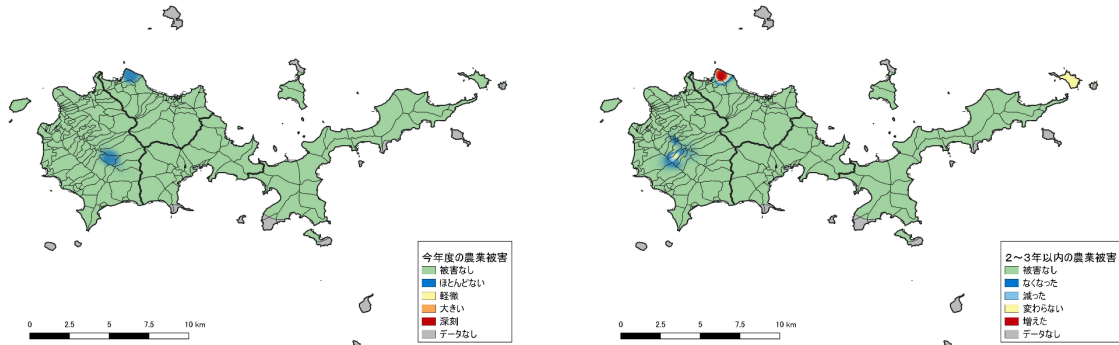 今年度の農業被害
被害なし
ほとんどない
軽微
大きい
深刻
データなし
0 2.5 5 7.5 10 km
2～3年以内の農業被害
被害なし
なくなった
減った
変わらない
増えた
データなし
0 2.5 5 7.5 10 km